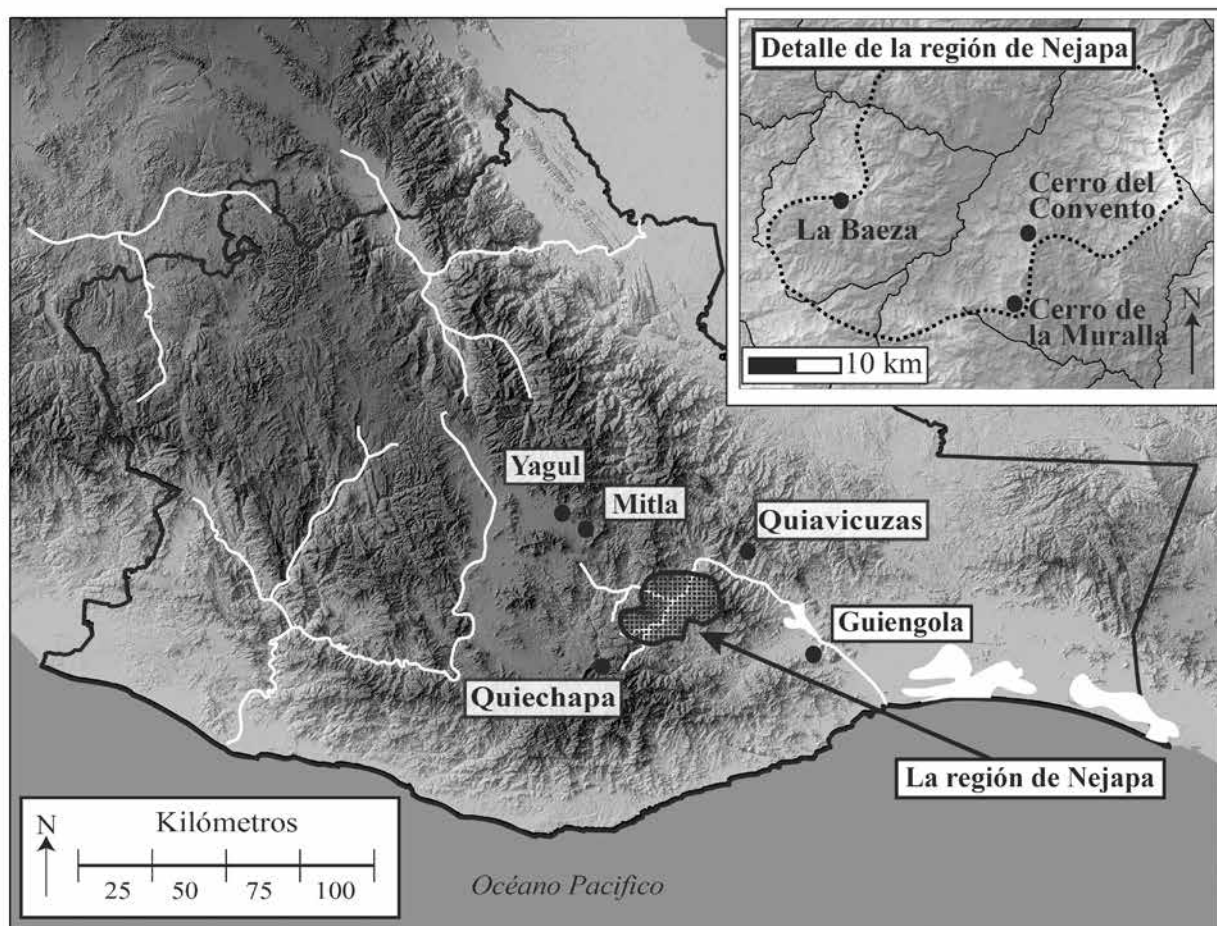 Detalle de la región de Nejapa
Cerro del
Convento
La Baeza
Cerro de
la Muralla
N
10 km
Yagul
Mitla
Quiavicuzas
Guiengola
Quiechapa
La región de Nejapa
N
Kilómetros
25 50 75 100
Océano Pacifico